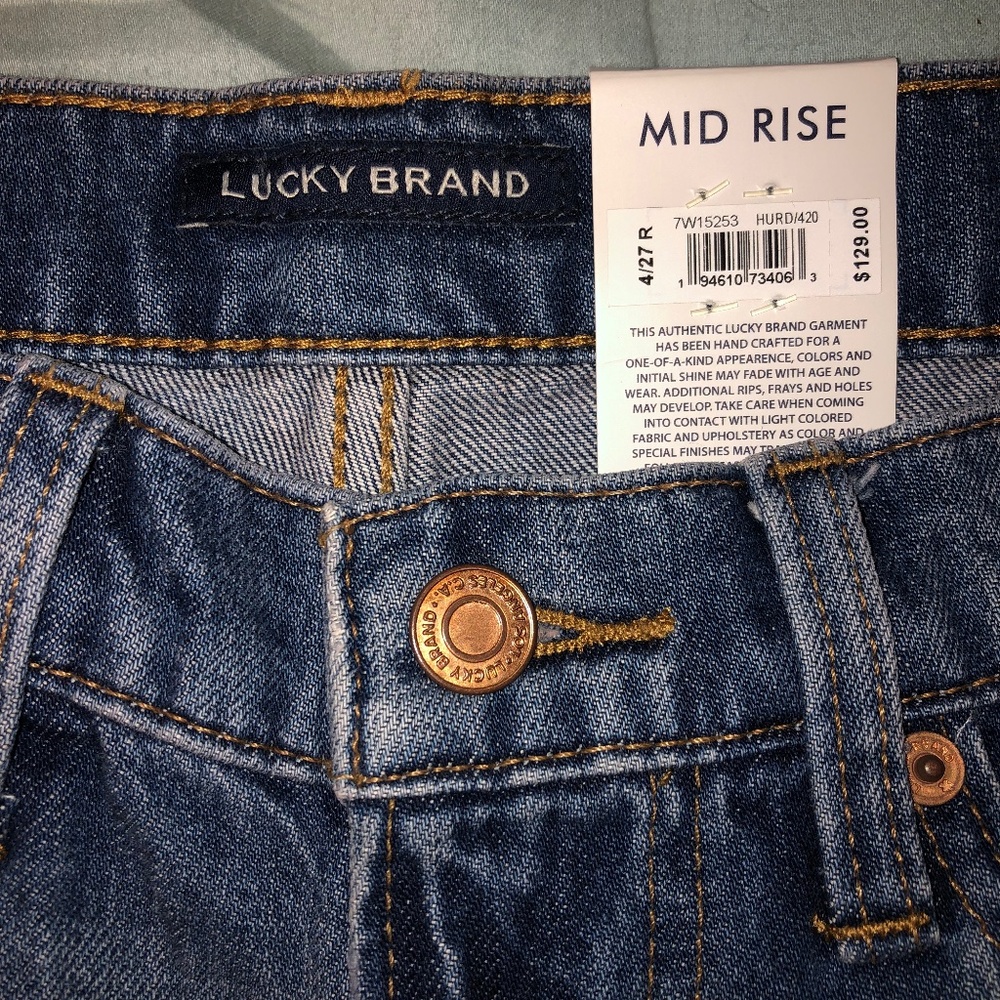 LUCKY BRAND
MID RISE
4/27 R
7W15253 HURD/420
1 94610 73406 3
$129.00
THIS AUTHENTIC LUCKY BRAND GARMENT
HAS BEEN HAND CRAFTED FOR A
ONE-OF-A-KIND APPEARENCE, COLORS AND
INITIAL SHINE MAY FADE WITH AGE AND
WEAR. ADDITIONAL RIPS, FRAYS AND HOLES
MAY DEVELOP. TAKE CARE WHEN COMING
INTO CONTACT WITH LIGHT COLORED
FABRIC AND UPHOLSTERY AS COLOR AND
SPECIAL FINISHES MAY
LUCKY BRAND